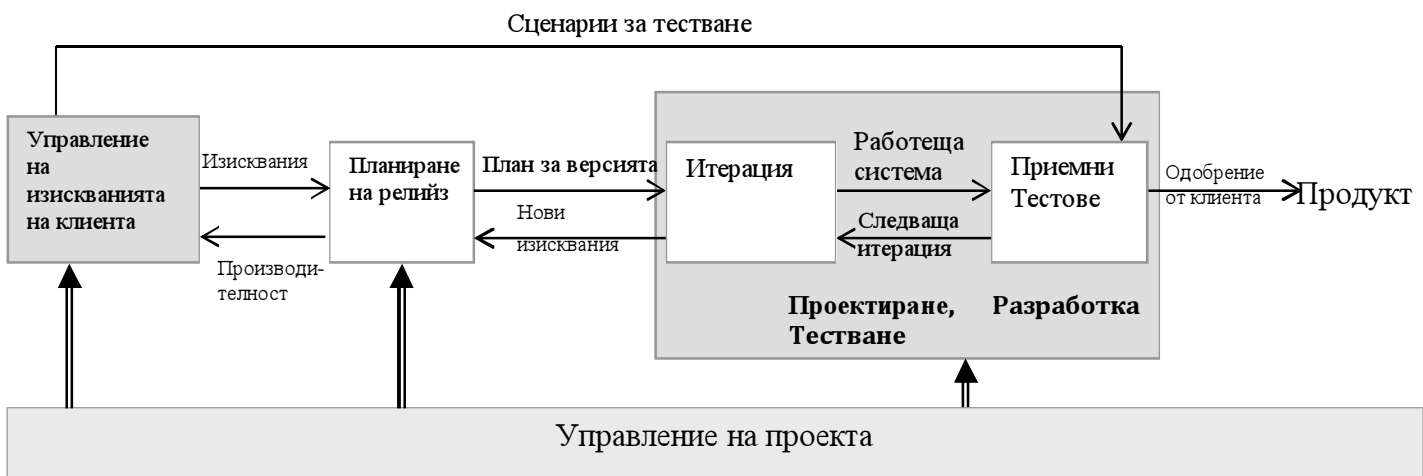 Сценарии за тестване
Управление
на
изискванията
на клиента
Изисквания
Производи-
телност
Планиране
на релийз
План за версията
Нови
изисквания
Итерация
Работеща
система
Следваща
итерация
Приемни
Тестове
Одобрение
от клиента
Продукт
Проектиране, Разработка
Тестване
Управление на проекта